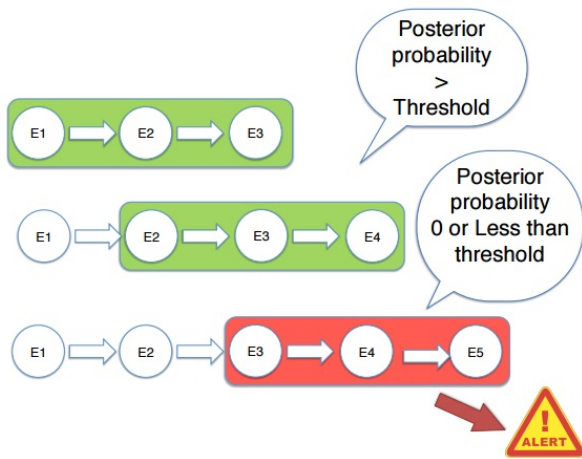 Posterior
probability
>
Threshold
E1 E2 E3
Posterior
probability
0 or Less than
threshold
E1 E2 E3 E4
E1 E2 E3 E4 E5
!
ALERT